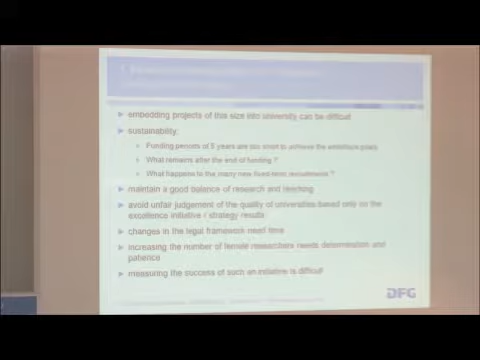 embedding projects of this size into university can be difficult
sustainability:
Funding periods of 5 years are too short to achieve the ambitious goals
What remains after the end of funding ?
What happens to the many new fixed-term recruitments ?
maintain a good balance of research and teaching
avoid unfair judgement of the quality of universities based only on the
excellence initiative / strategy results
changes in the legal framework need time
increasing the number of female researchers needs determination and
patience
measuring the success of such an initiative is difficult
DFG